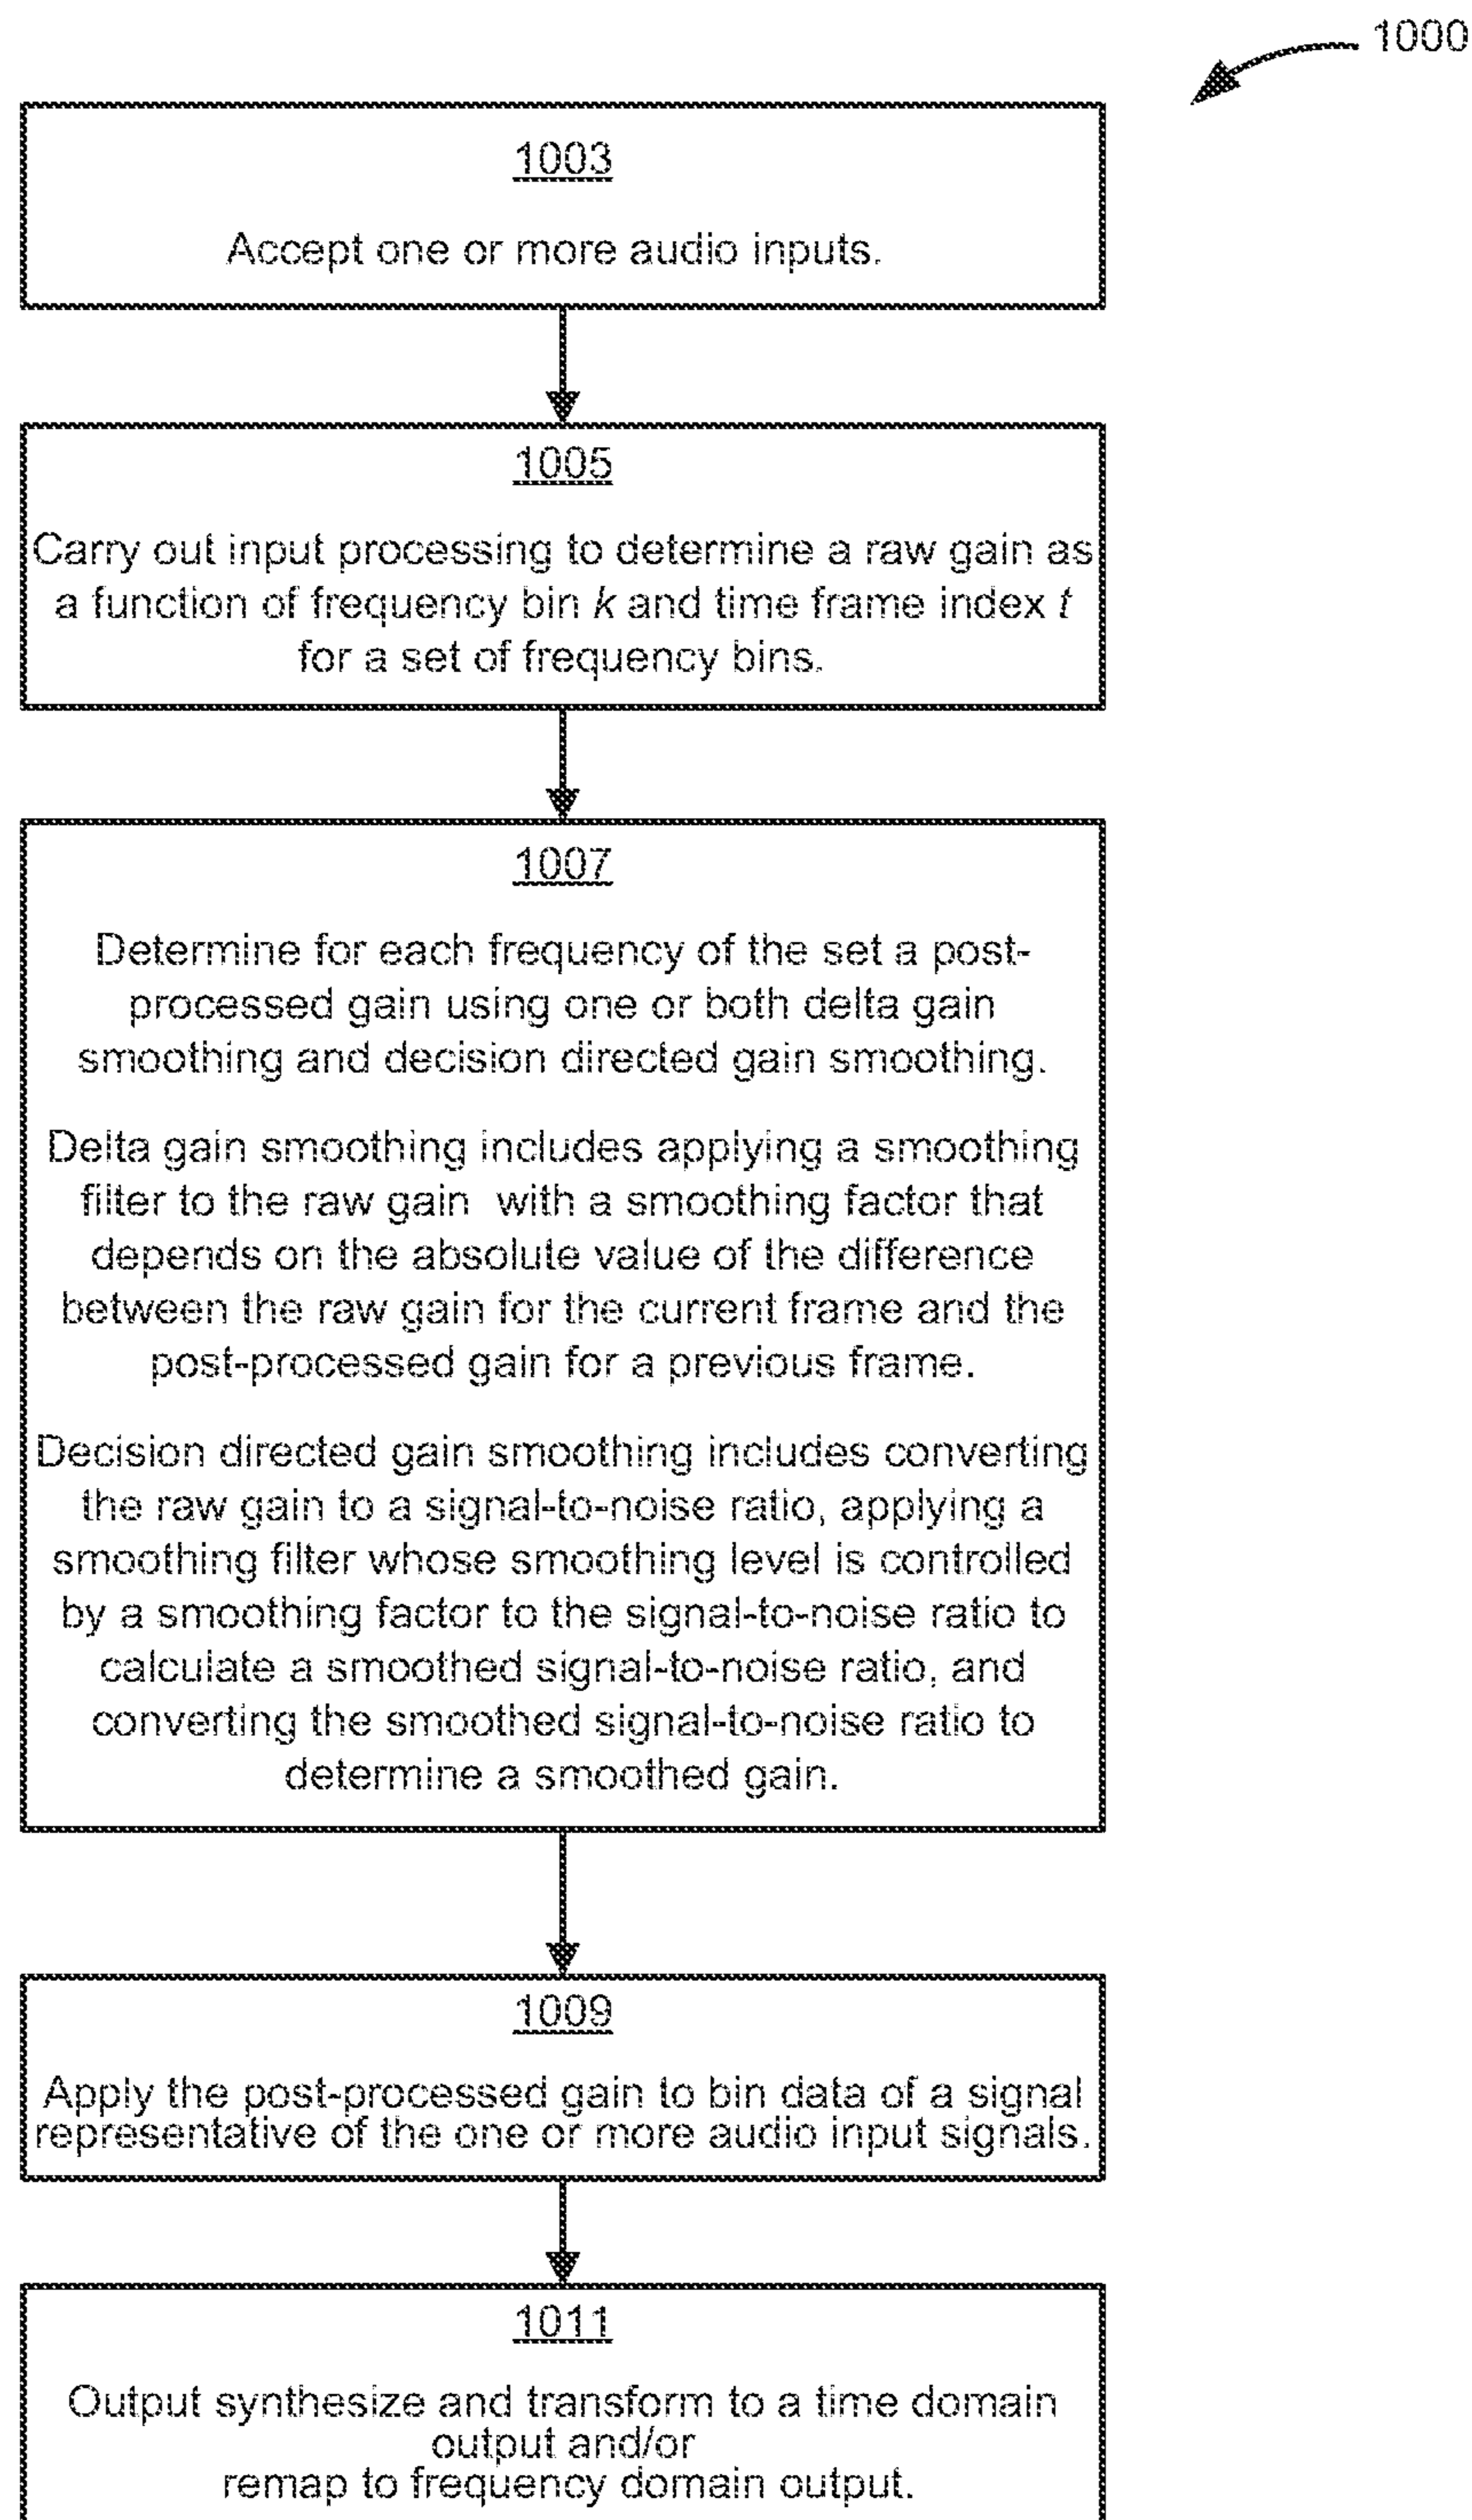 1000
1003
Accept one or more audio inputs.
1005
Carry out input processing to determine a raw gain as
a function of frequency bin k and time frame index t
for a set of frequency bins.
1007
Determine for each frequency of the set a post-
processed gain using one or both delta gain
smoothing and decision directed gain smoothing.
Delta gain smoothing includes applying a smoothing
filter to the raw gain with a smoothing factor that
depends on the absolute value of the difference
between the raw gain for the current frame and the
post-processed gain for a previous frame.
Decision directed gain smoothing includes converting
the raw gain to a signal-to-noise ratio, applying a
smoothing filter whose smoothing level is controlled
by a smoothing factor to the signal-to-noise ratio to
calculate a smoothed signal-to-noise ratio, and
converting the smoothed signal-to-noise ratio to
determine a smoothed gain.
1009
Apply the post-processed gain to bin data of a signal
representative of the one or more audio input signals.
1011
Output synthesize and transform to a time domain
output and/or
remap to frequency domain output.